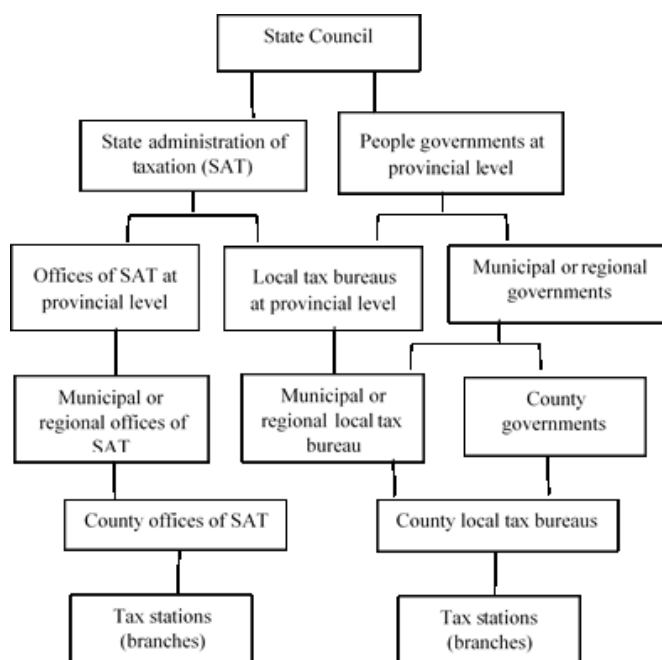 State Council
State administration of
taxation (SAT)
People governments at
provincial level
Offices of SAT at
provincial level
Local tax bureaus
at provincial level
Municipal or regional
governments
Municipal or
regional offices of
SAT
Municipal or
regional local tax
bureau
County
governments
County offices of SAT
County local tax bureaus
Tax stations
(branches)
Tax stations
(branches)